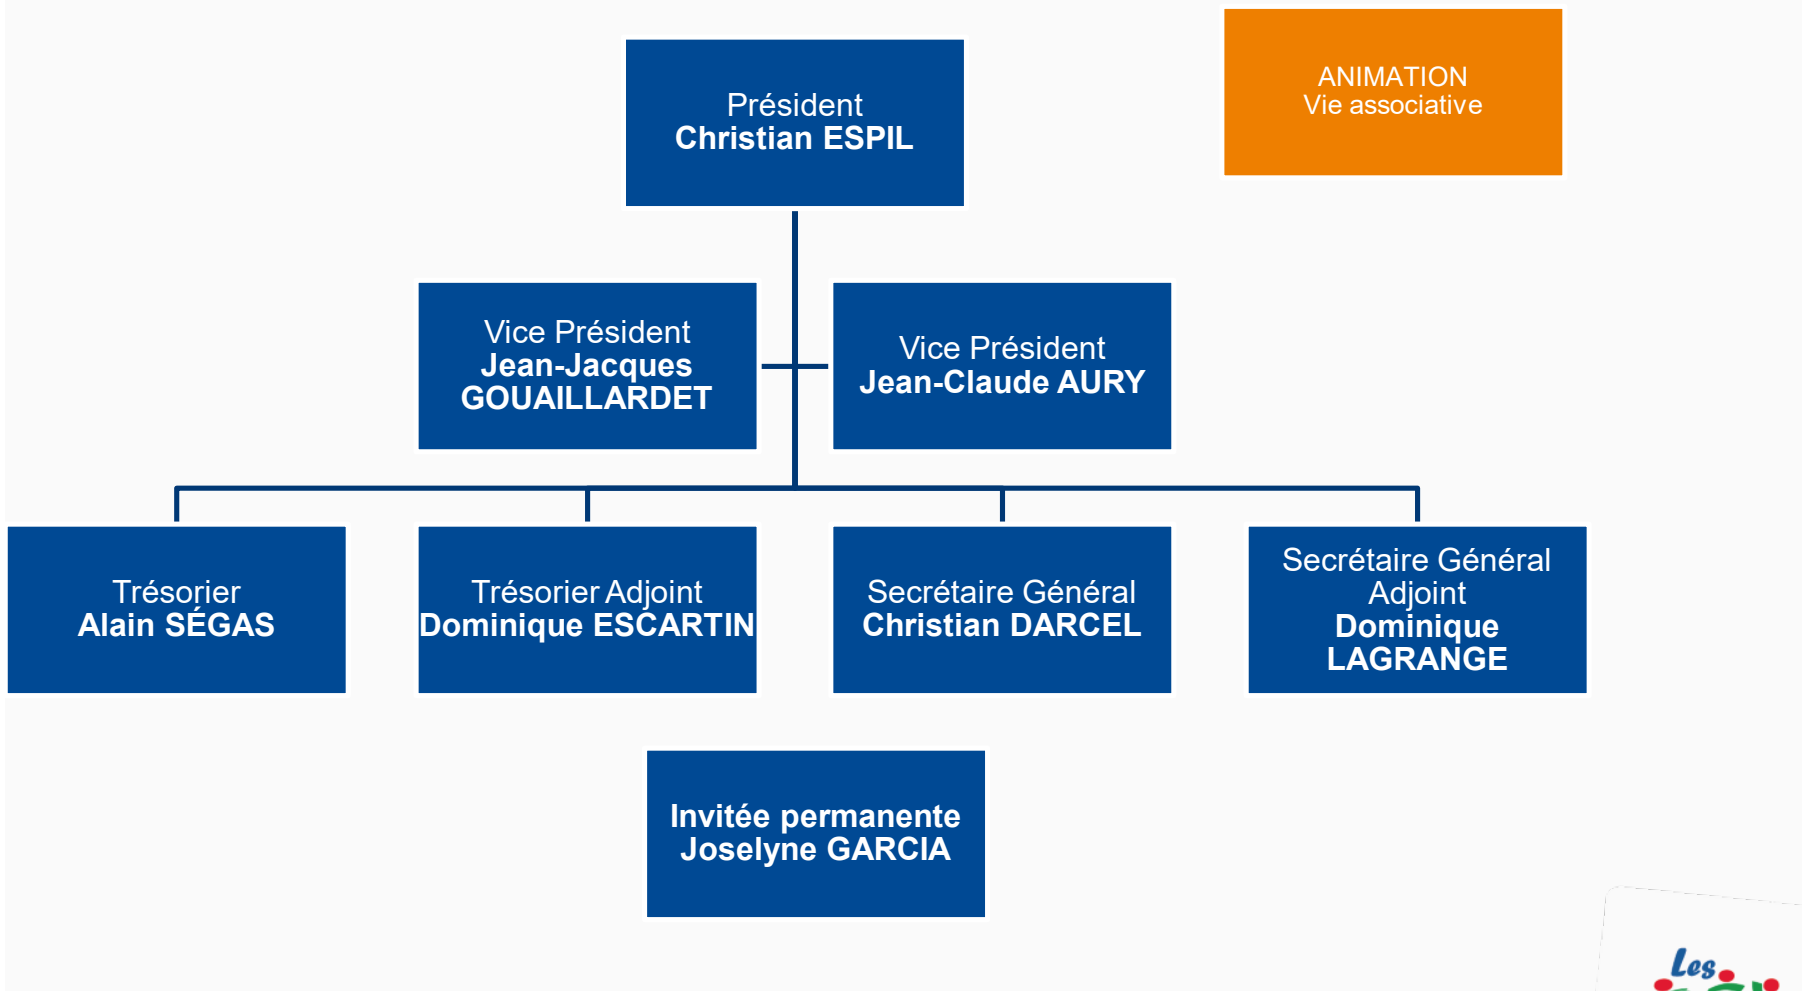 ANIMATION
Vie associative
Président
Christian ESPIL
Vice Président
Jean-Jacques
GOUAILLARDET
Vice Président
Jean-Claude AURY
Trésorier
Alain SÉGAS
Trésorier Adjoint
Dominique ESCARTIN
Secrétaire Général
Christian DARCEL
Secrétaire Général
Adjoint
Dominique
LAGRANGE
Invitée permanente
Joselyne GARCIA
Les